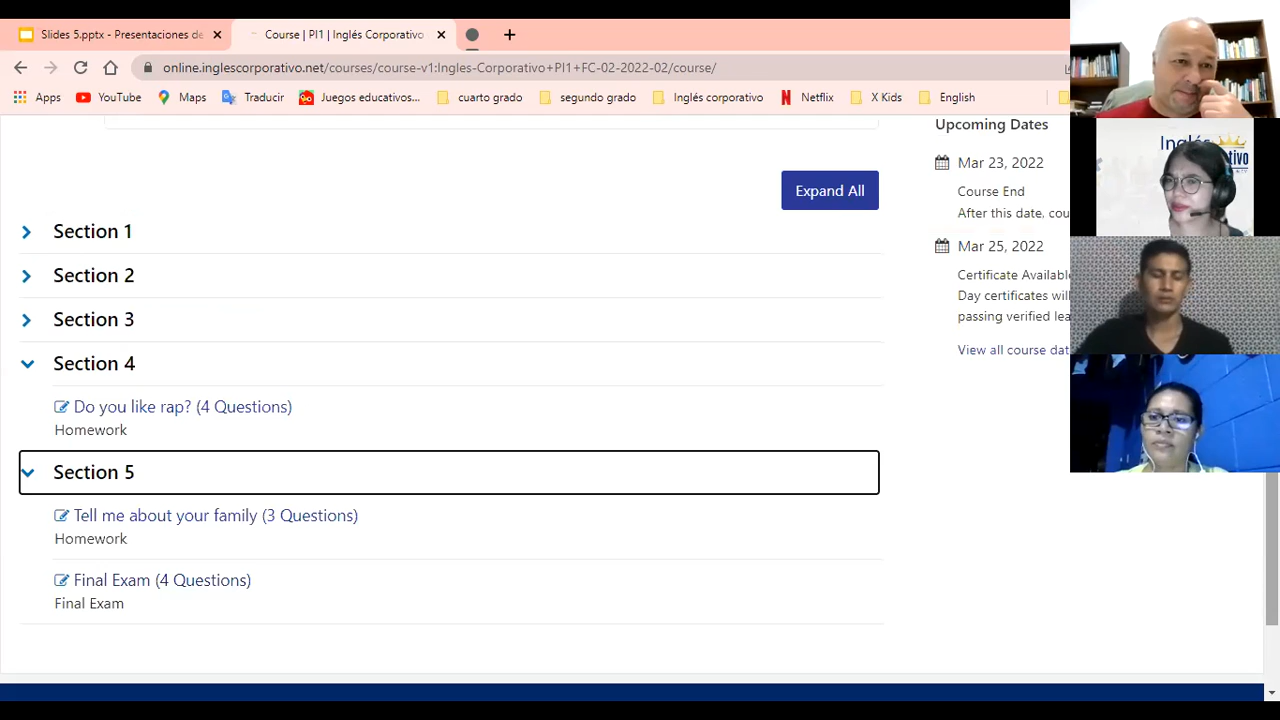 Slides 5.pptx - Presentaciones de
Course | PI1 | Inglés Corporativo
online.inglescorporativo.net/courses/course-v1:Ingles-Corporativo+PI1+FC-02-2022-02/course/
Apps YouTube Maps Traducir Juegos educativos... cuarto grado segundo grado Inglés corporativo Netflix X Kids English
Upcoming Dates
Mar 23, 2022
Course End
After this date, cou
Mar 25, 2022
Certificate Available
Day certificates will
passing verified lea
View all course dat
Expand All
Section 1
Section 2
Section 3
Section 4
Do you like rap? (4 Questions)
Homework
Section 5
Tell me about your family (3 Questions)
Homework
Final Exam (4 Questions)
Final Exam